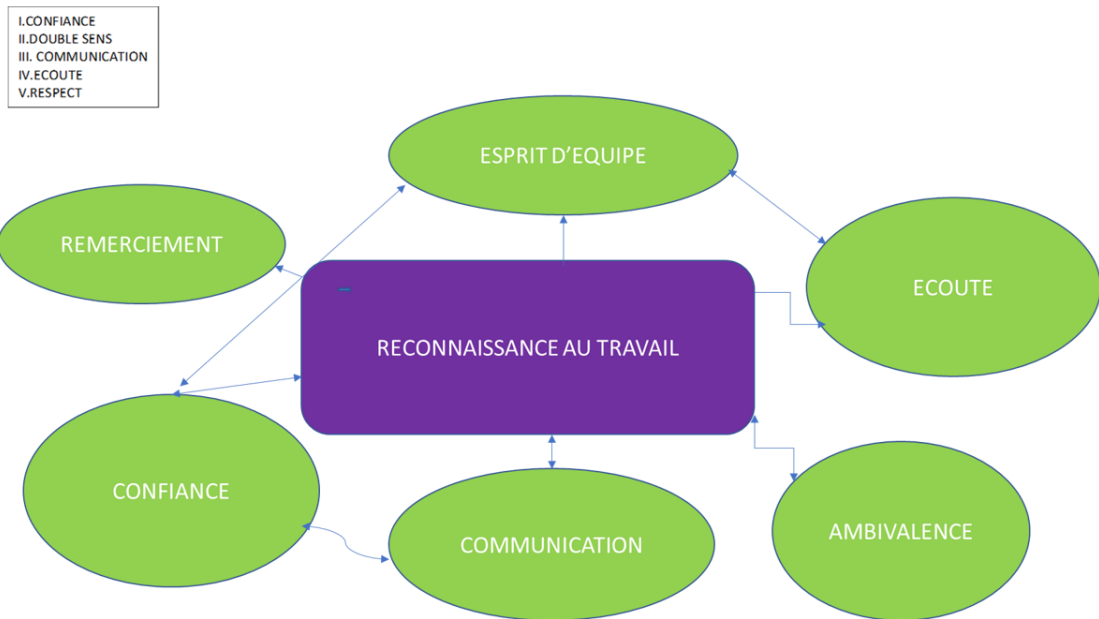 I.CONFIANCE
II.DOUBLE SENS
III. COMMUNICATION
IV.ECOUTE
V.RESPECT
ESPRIT D'EQUIPE
REMERCIEMENT
ECOUTE
RECONNAISSANCE AU TRAVAIL
CONFIANCE
COMMUNICATION
AMBIVALENCE